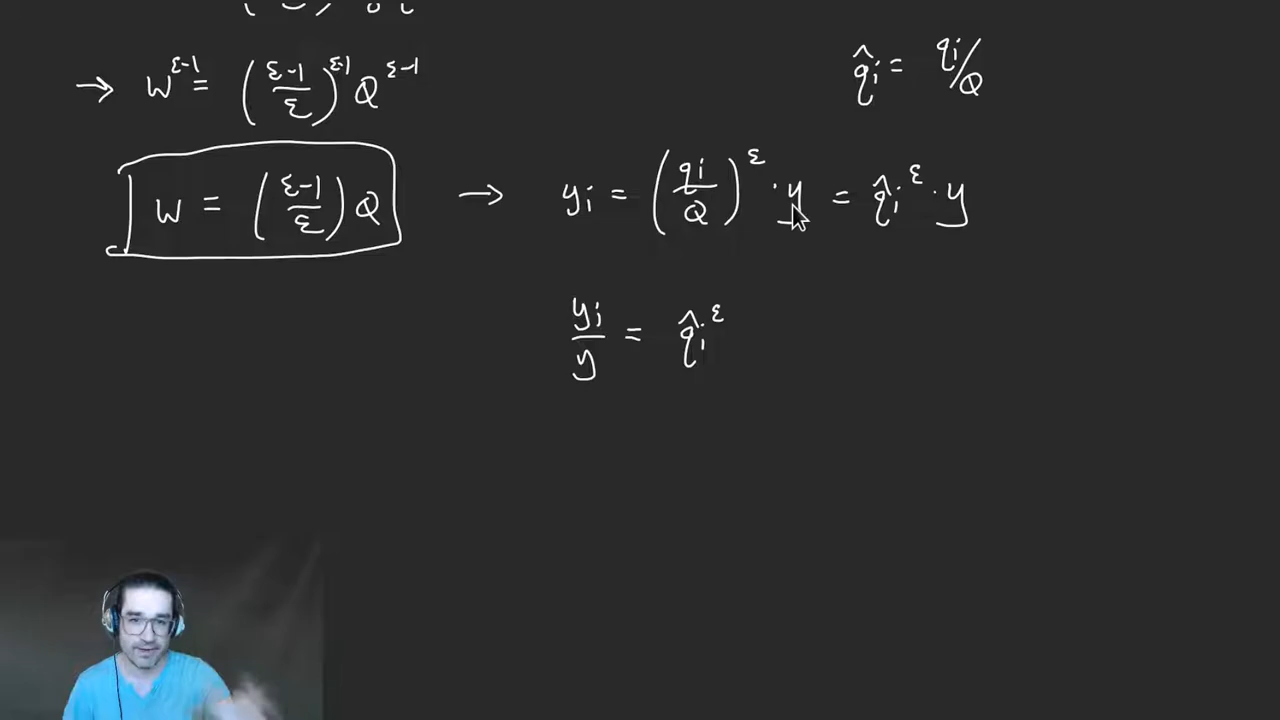 → W^{ε-1} = ((ε-1)/ε)^{ε-1} Q^{ε-1}
q̂i = qi/Q
W = ((ε-1)/ε) Q → yi = (qi/Q)^ε · y = q̂i^ε · y
yi/y = q̂i^ε